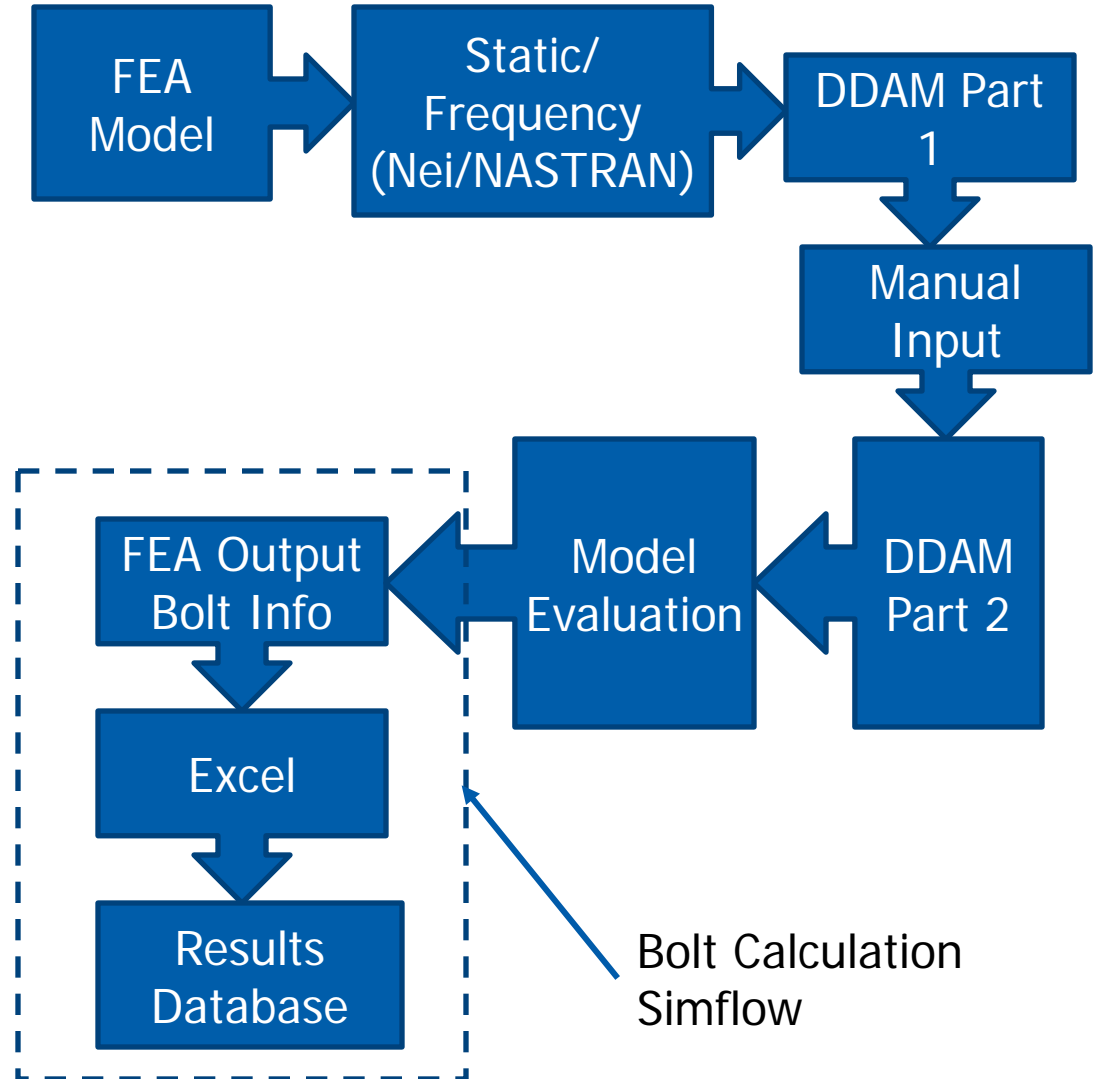 FEA
Model
Static/
Frequency
(Nei/NASTRAN)
DDAM Part
1
Manual
Input
DDAM
Part 2
Model
Evaluation
FEA Output
Bolt Info
Excel
Results
Database
Bolt Calculation
Simflow